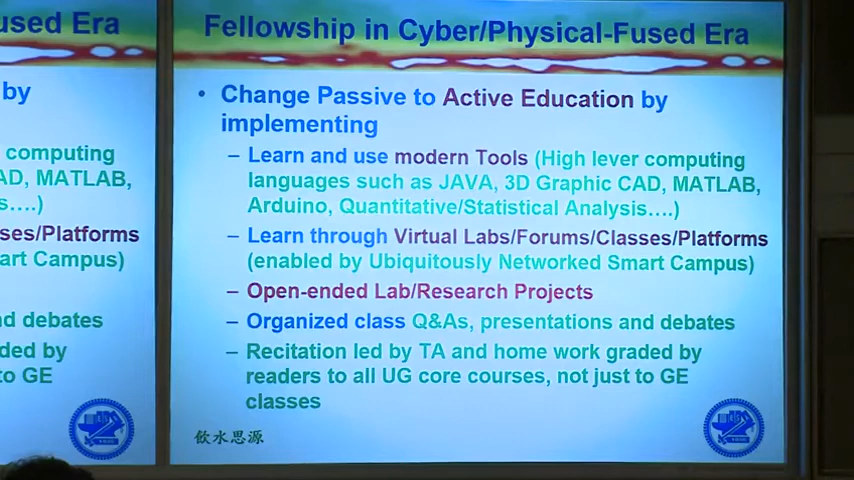 used Era
by
computing
AD, MATLAB,
s....)
ses/Platforms
art Campus)
nd debates
ded by
to GE
Fellowship in Cyber/Physical-Fused Era
• Change Passive to Active Education by
implementing
– Learn and use modern Tools (High lever computing
languages such as JAVA, 3D Graphic CAD, MATLAB,
Arduino, Quantitative/Statistical Analysis....)
– Learn through Virtual Labs/Forums/Classes/Platforms
(enabled by Ubiquitously Networked Smart Campus)
– Open-ended Lab/Research Projects
– Organized class Q&As, presentations and debates
– Recitation led by TA and home work graded by
readers to all UG core courses, not just to GE
classes
飲水思源